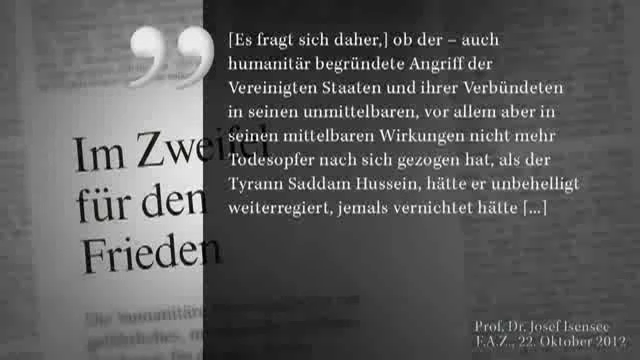 [Es fragt sich daher,] ob der – auch
humanitär begründete Angriff der
Vereinigten Staaten und ihrer Verbündeten
in seinen unmittelbaren, vor allem aber in
seinen mittelbaren Wirkungen nicht mehr
Todesopfer nach sich gezogen hat, als der
Tyrann Saddam Hussein, hätte er unbehelligt
weiterregiert, jemals vernichtet hätte [...]
Im Zweifel
für den
Frieden
Die humanitäre
Prof. Dr. Josef Isensee
F.A.Z., 22. Oktober 2012